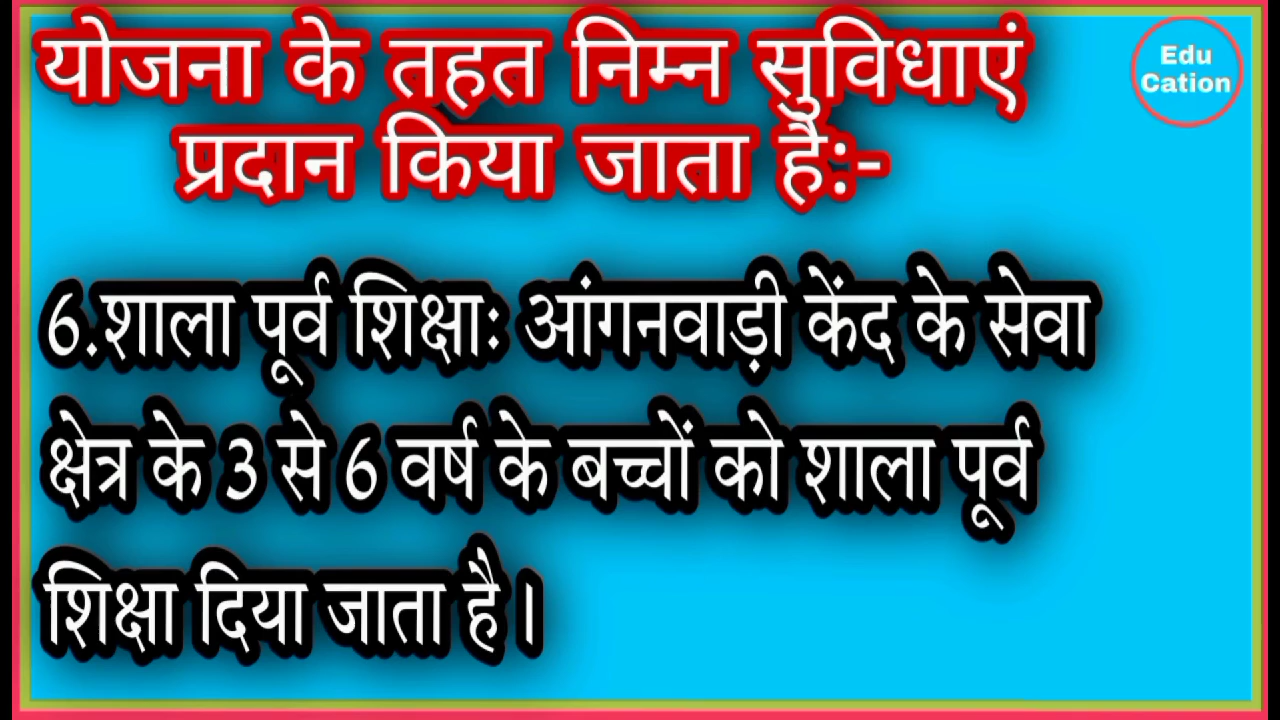 योजना के तहत निम्न सुविधाएं
प्रदान किया जाता है:-
Edu
Cation
6.शाला पूर्व शिक्षाः आंगनवाड़ी केंद के सेवा
क्षेत्र के 3 से 6 वर्ष के बच्चों को शाला पूर्व
शिक्षा दिया जाता है।